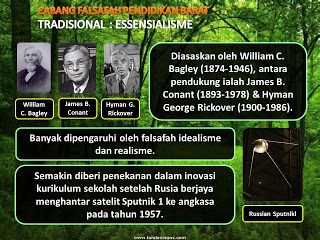 CABANG FALSAFAH PENDIDIKAN BARAT
TRADISIONAL : ESSENSIALISME
Diasaskan oleh William C.
Bagley (1874-1946), antara
pendukung ialah James B.
Conant (1893-1978) & Hyman
George Rickover (1900-1986).
William
C. Bagley
James B.
Conant
Hyman G.
Rickover
Banyak dipengaruhi oleh falsafah idealisme
dan realisme.
Semakin diberi penekanan dalam inovasi
kurikulum sekolah setelah Rusia berjaya
menghantar satelit Sputnik 1 ke angkasa
pada tahun 1957.
Russian SputnikI